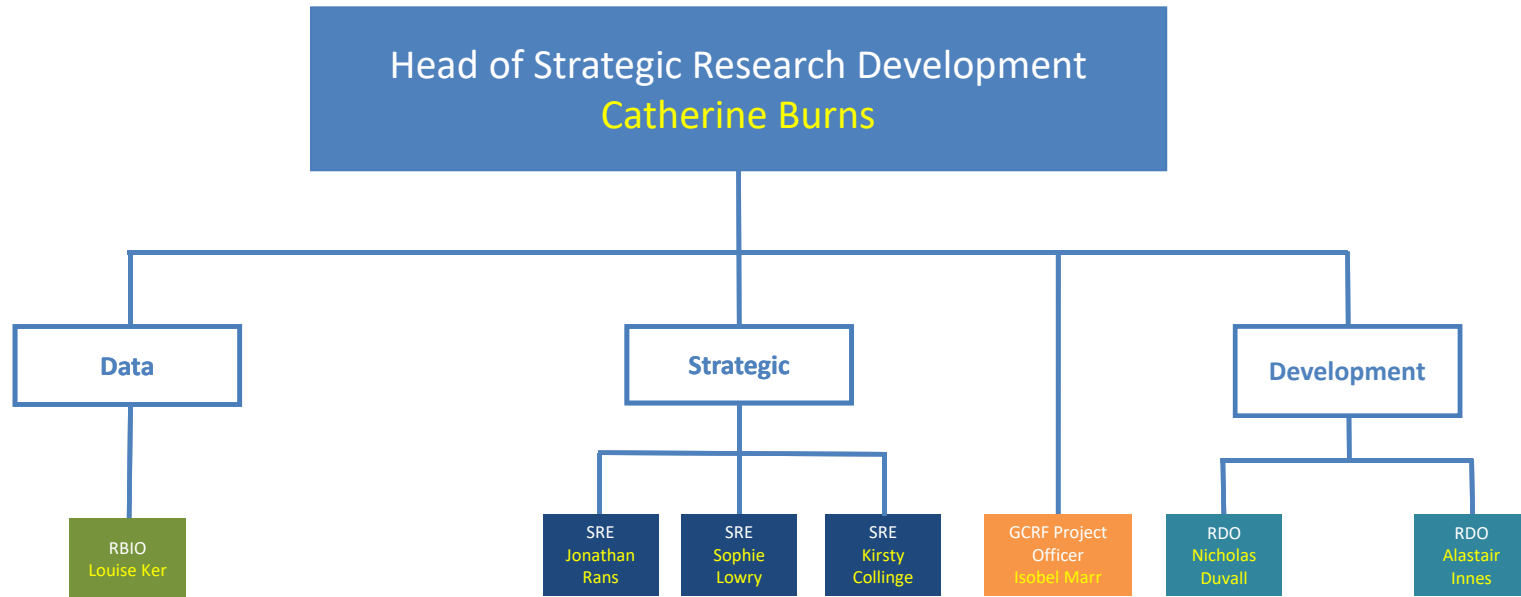 Head of Strategic Research Development
Catherine Burns
Data
Strategic
Development
RBIO
Louise Ker
SRE
Jonathan
Rans
SRE
Sophie
Lowry
SRE
Kirsty
Collinge
GCRF Project
Officer
Isobel Marr
RDO
Nicholas
Duvall
RDO
Alastair
Innes